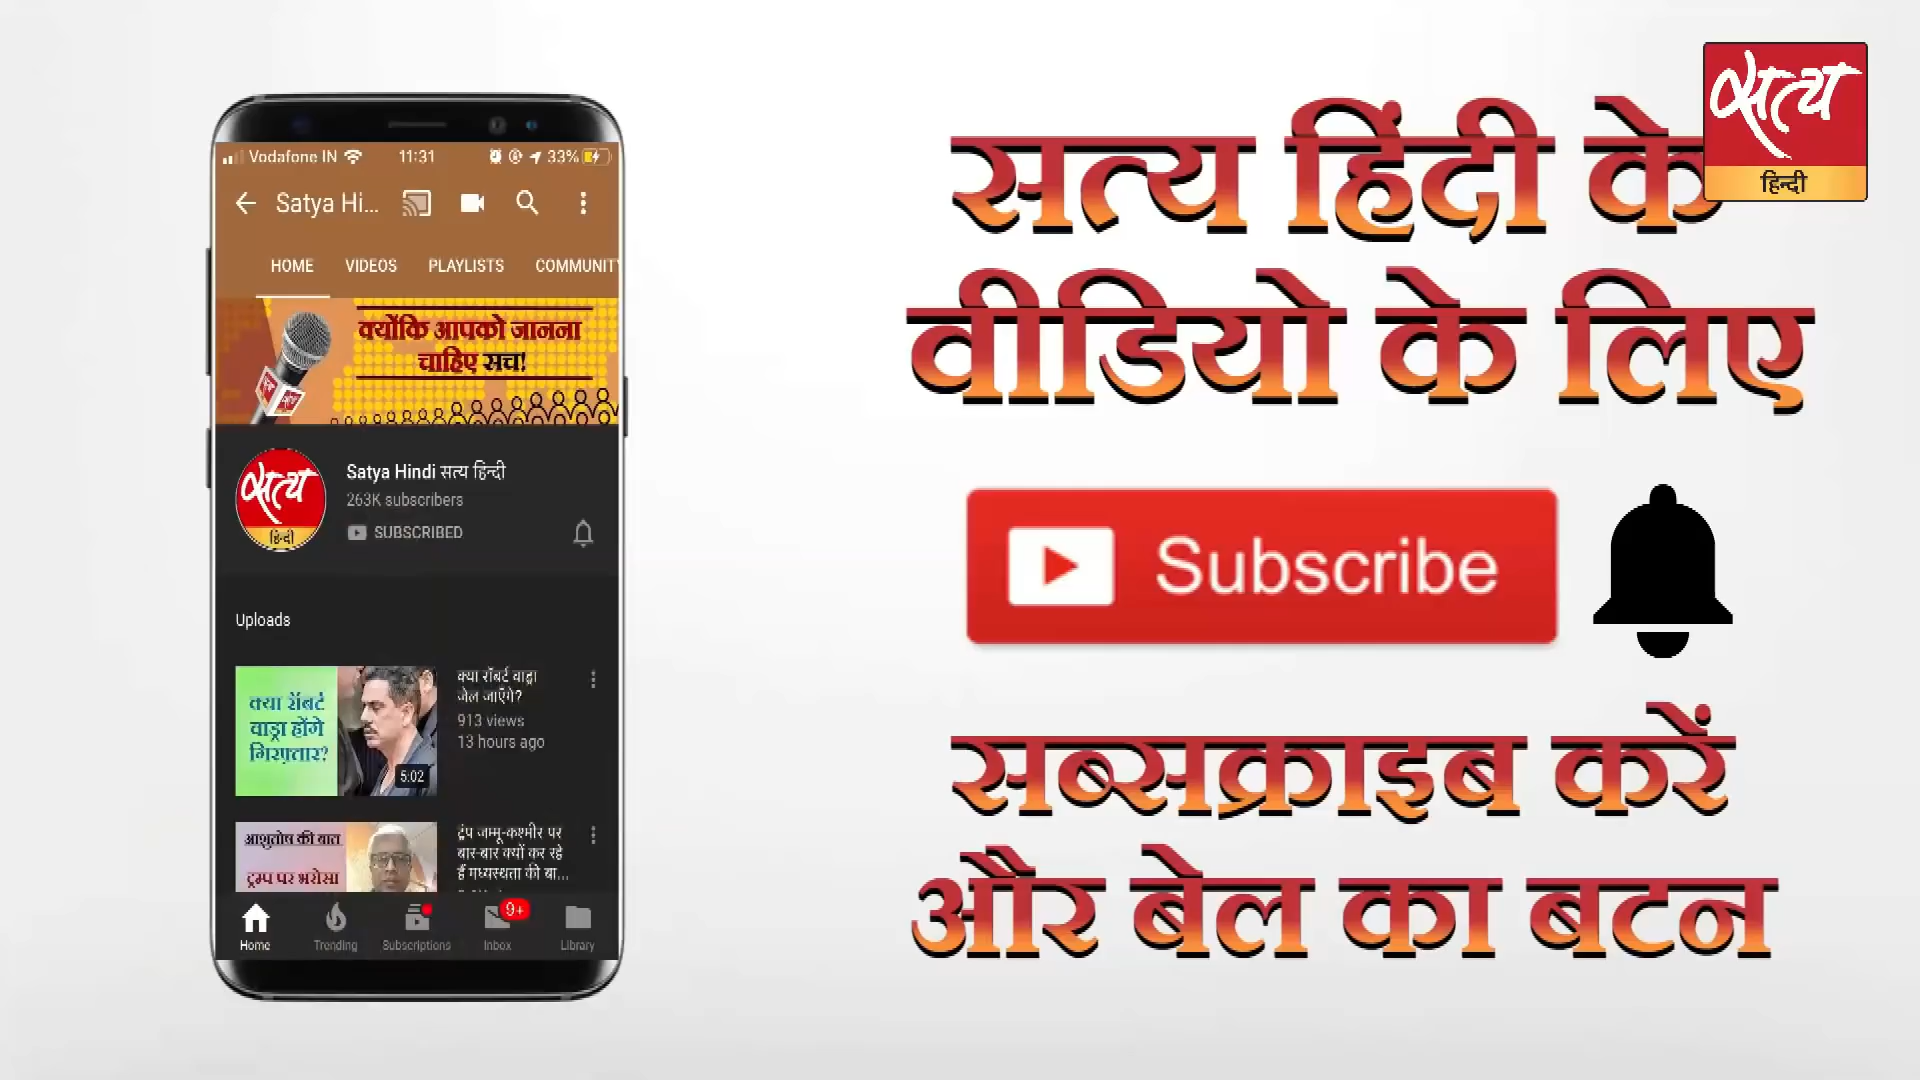 Vodafone IN 11:31 33%
Satya Hi...
HOME VIDEOS PLAYLISTS COMMUNIT
क्योंकि आपको जानना
चाहिए सच!
सत्य
हिन्दी
Satya Hindi सत्य हिन्दी
263K subscribers
SUBSCRIBED
Uploads
क्या रॉबर्ट
वाड्रा होंगे
गिरफ़्तार?
5:02
क्या रॉबर्ट वाड्रा
जेल जाएँगे?
913 views
13 hours ago
आशुतोष की बात
ट्रम्प पर भरोसा
ट्रंप जम्मू-कश्मीर पर
बार-बार क्यों कर रहे
हैं मध्यस्थता की बा...
9+
Home Trending Subscriptions Inbox Library
सत्य हिंदी के
वीडियो के लिए
Subscribe
सब्सक्राइब करें
और बेल का बटन
सत्य
हिन्दी